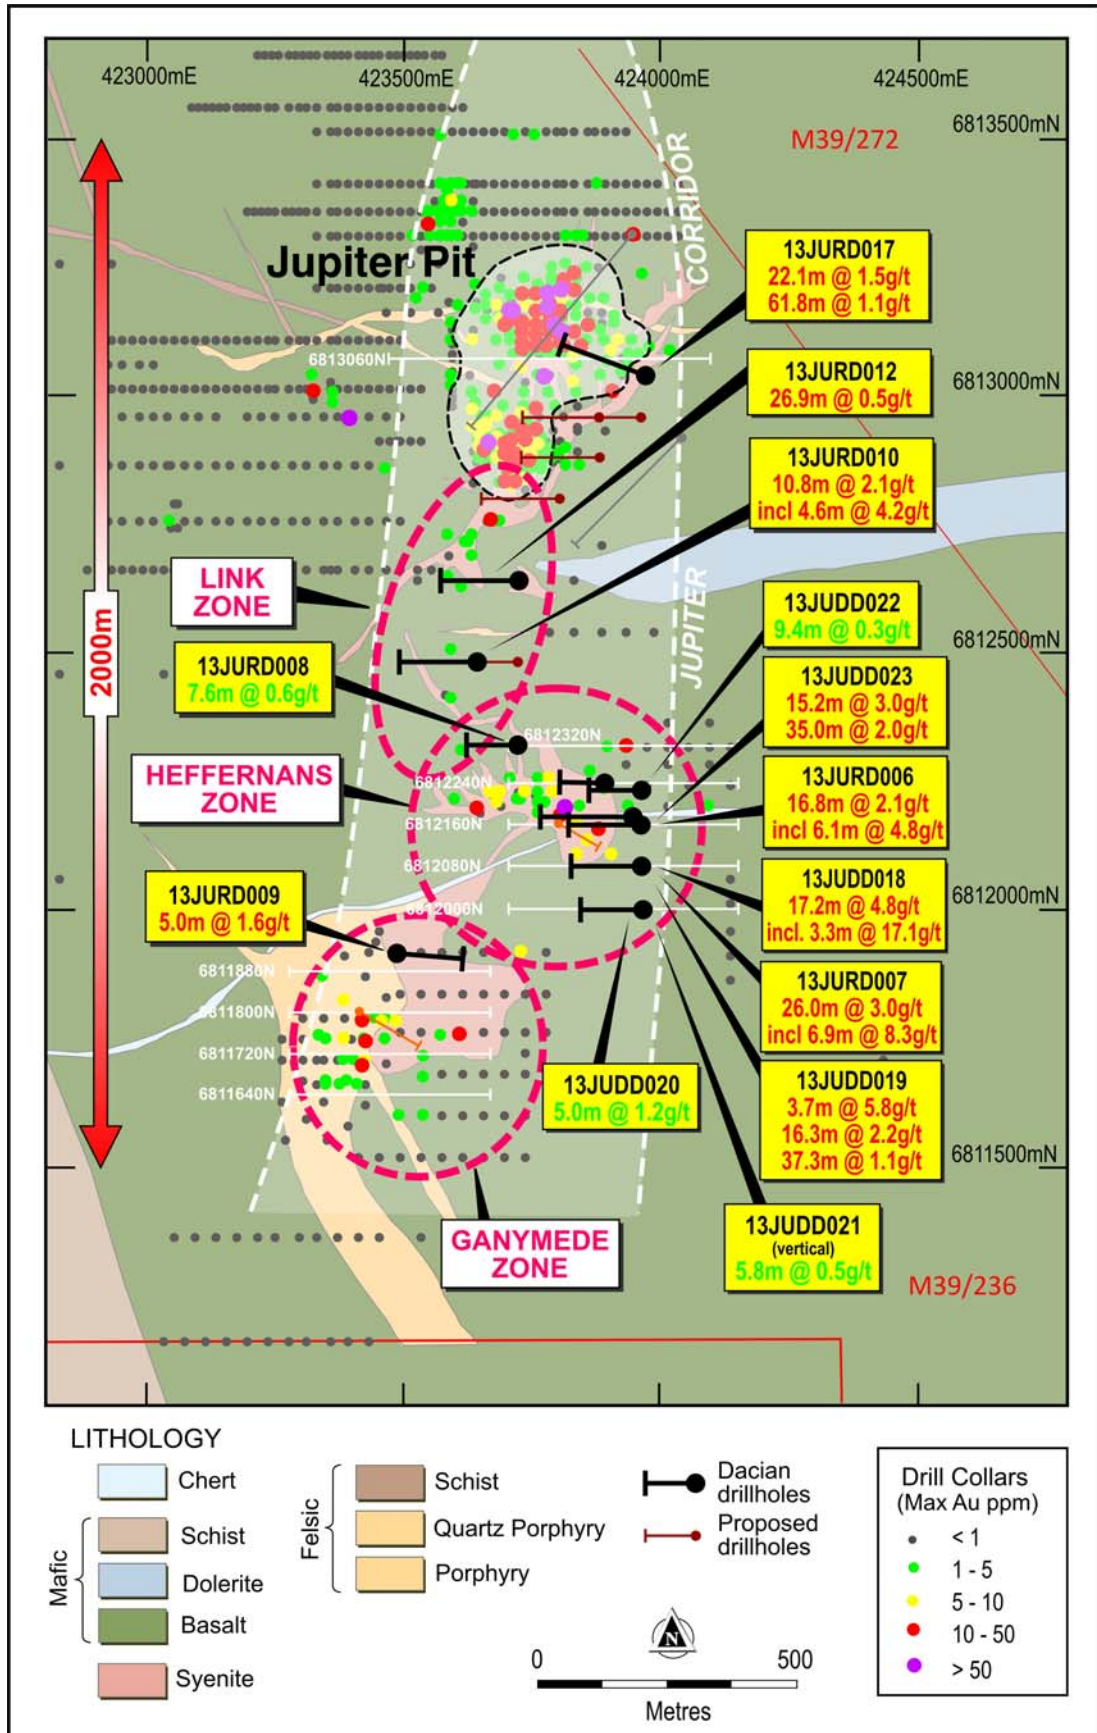 423000mE
423500mE
424000mE
424500mE
6813500mN
M39/272
CORRIDOR
Jupiter Pit
13JURD017
22.1m @ 1.5g/t
61.8m @ 1.1g/t
6813060N
13JURD012
26.9m @ 0.5g/t
6813000mN
13JURD010
10.8m @ 2.1g/t
incl 4.6m @ 4.2g/t
2000m
LINK
ZONE
JUPITER
13JUDD022
9.4m @ 0.3g/t
6812500mN
13JURD008
7.6m @ 0.6g/t
13JUDD023
15.2m @ 3.0g/t
35.0m @ 2.0g/t
6812320N
HEFFERNANS
ZONE
6812240N
13JURD006
16.8m @ 2.1g/t
incl 6.1m @ 4.8g/t
6812160N
6812080N
13JUDD018
17.2m @ 4.8g/t
incl. 3.3m @ 17.1g/t
13JURD009
5.0m @ 1.6g/t
6812000N
6812000mN
13JURD007
26.0m @ 3.0g/t
incl 6.9m @ 8.3g/t
6811880N
6811800N
6811720N
6811640N
13JUDD020
5.0m @ 1.2g/t
13JUDD019
3.7m @ 5.8g/t
16.3m @ 2.2g/t
37.3m @ 1.1g/t
6811500mN
GANYMEDE
ZONE
13JUDD021
(vertical)
5.8m @ 0.5g/t
M39/236
LITHOLOGY
Chert
Mafic
Schist
Dolerite
Basalt
Syenite
Felsic
Schist
Quartz Porphyry
Porphyry
Dacian
drillholes
Proposed
drillholes
N
0
500
Metres
Drill Collars
(Max Au ppm)
< 1
1 - 5
5 - 10
10 - 50
> 50